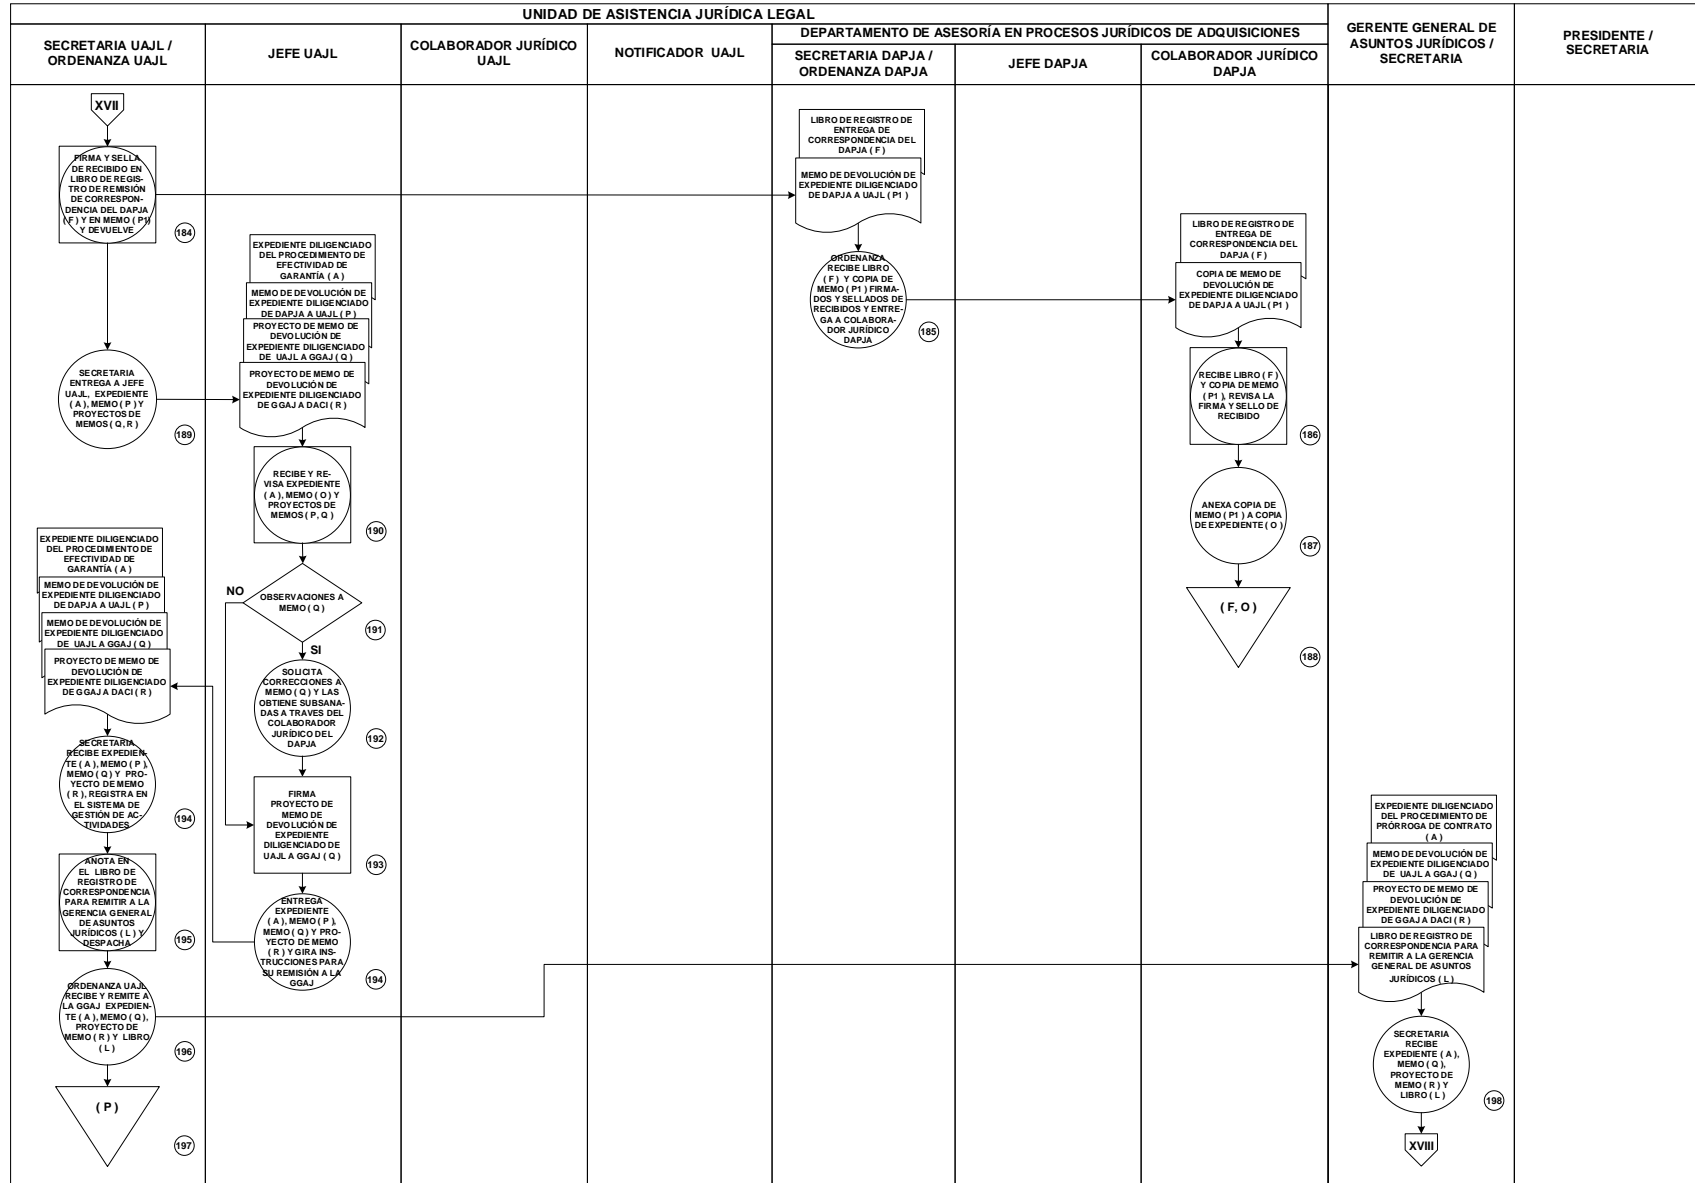 UNIDAD DE ASISTENCIA JURÍDICA LEGAL
SECRETARIA UAJL /
ORDENANZA UAJL
JEFE UAJL
COLABORADOR JURÍDICO
UAJL
NOTIFICADOR UAJL
DEPARTAMENTO DE ASESORÍA EN PROCESOS JURÍDICOS DE ADQUISICIONES
SECRETARIA DAPJA /
ORDENANZA DAPJA
JEFE DAPJA
COLABORADOR JURÍDICO
DAPJA
GERENTE GENERAL DE
ASUNTOS JURÍDICOS /
SECRETARIA
PRESIDENTE /
SECRETARIA
XVII
FIRMA Y SELLA
DE RECIBIDO EN
LIBRO DE REGIS-
TRO DE REMISIÓN
DE CORRESPON-
DENCIA DEL DAPJA
( F ) Y EN MEMO ( P1)
Y DEVUELVE
184
LIBRO DE REGISTRO DE
ENTREGA DE
CORRESPONDENCIA DEL
DAPJA ( F )
MEMO DE DEVOLUCIÓN DE
EXPEDIENTE DILIGENCIADO
DE DAPJA A UAJL ( P1 )
ORDENANZA
RECIBE LIBRO
( F ) Y COPIA DE
MEMO ( P1 ) FIRMA-
DOS Y SELLADOS DE
RECIBIDOS Y ENTRE-
GA A COLABORA-
DOR JURÍDICO
DAPJA
185
LIBRO DE REGISTRO DE
ENTREGA DE
CORRESPONDENCIA DEL
DAPJA ( F )
COPIA DE MEMO DE
DEVOLUCIÓN DE
EXPEDIENTE DILIGENCIADO
DE DAPJA A UAJL ( P1 )
RECIBE LIBRO ( F )
Y COPIA DE MEMO
( P1 ), REVISA LA
FIRMA Y SELLO DE
RECIBIDO
186
ANEXA COPIA DE
MEMO ( P1 ) A COPIA
DE EXPEDIENTE ( O )
187
( F, O )
188
SECRETARIA
ENTREGA A JEFE
UAJL, EXPEDIENTE
( A ), MEMO ( P ) Y
PROYECTOS DE
MEMOS ( Q, R )
189
EXPEDIENTE DILIGENCIADO
DEL PROCEDIMIENTO DE
EFECTIVIDAD DE
GARANTÍA ( A )
MEMO DE DEVOLUCIÓN DE
EXPEDIENTE DILIGENCIADO
DE DAPJA A UAJL ( P )
PROYECTO DE MEMO DE
DEVOLUCIÓN DE
EXPEDIENTE DILIGENCIADO
DE UAJL A GGAJ ( Q )
PROYECTO DE MEMO DE
DEVOLUCIÓN DE
EXPEDIENTE DILIGENCIADO
DE GGAJ A DACI ( R )
RECIBE Y RE-
VISA EXPEDIENTE
( A ), MEMO ( O ) Y
PROYECTOS DE
MEMOS ( P, Q )
190
NO
OBSERVACIONES A
MEMO ( Q )
191
SI
SOLICITA
CORRECCIONES A
MEMO ( Q ) Y LAS
OBTIENE SUBSANA-
DAS A TRAVES DEL
COLABORADOR
JURÍDICO DEL
DAPJA
192
FIRMA
PROYECTO DE
MEMO DE
DEVOLUCIÓN DE
EXPEDIENTE
DILIGENCIADO DE
UAJL A GGAJ ( Q )
193
ENTREGA
EXPEDIENTE
( A ), MEMO ( P ),
MEMO ( Q ) Y PRO-
YECTO DE MEMO
( R ) Y GIRA INS-
TRUCCIONES PARA
SU REMISIÓN A LA
GGAJ
194
EXPEDIENTE DILIGENCIADO
DEL PROCEDIMIENTO DE
EFECTIVIDAD DE
GARANTÍA ( A )
MEMO DE DEVOLUCIÓN DE
EXPEDIENTE DILIGENCIADO
DE DAPJA A UAJL ( P )
MEMO DE DEVOLUCIÓN DE
EXPEDIENTE DILIGENCIADO
DE UAJL A GGAJ ( Q )
PROYECTO DE MEMO DE
DEVOLUCIÓN DE
EXPEDIENTE DILIGENCIADO
DE GGAJ A DACI ( R )
SECRETARIA
RECIBE EXPEDIEN-
TE ( A ), MEMO ( P ),
MEMO ( Q ) Y PRO-
YECTO DE MEMO
( R ), REGISTRA EN
EL SISTEMA DE
GESTIÓN DE AC-
TIVIDADES
194
ANOTA EN
EL LIBRO DE
REGISTRO DE
CORRESPONDENCIA
PARA REMITIR A LA
GERENCIA GENERAL
DE ASUNTOS
JURÍDICOS ( L ) Y
DESPACHA
195
ORDENANZA UAJL
RECIBE Y REMITE A
LA GGAJ EXPEDIEN-
TE ( A ), MEMO ( Q ),
PROYECTO DE
MEMO ( R ) Y LIBRO
( L )
196
( P )
197
EXPEDIENTE DILIGENCIADO
DEL PROCEDIMIENTO DE
PRÓRROGA DE CONTRATO
( A )
MEMO DE DEVOLUCIÓN DE
EXPEDIENTE DILIGENCIADO
DE UAJL A GGAJ ( Q )
PROYECTO DE MEMO DE
DEVOLUCIÓN DE
EXPEDIENTE DILIGENCIADO
DE GGAJ A DACI ( R )
LIBRO DE REGISTRO DE
CORRESPONDENCIA PARA
REMITIR A LA GERENCIA
GENERAL DE ASUNTOS
JURÍDICOS ( L )
SECRETARIA
RECIBE
EXPEDIENTE ( A ),
MEMO ( Q ),
PROYECTO DE
MEMO ( R ) Y
LIBRO ( L )
198
XVIII